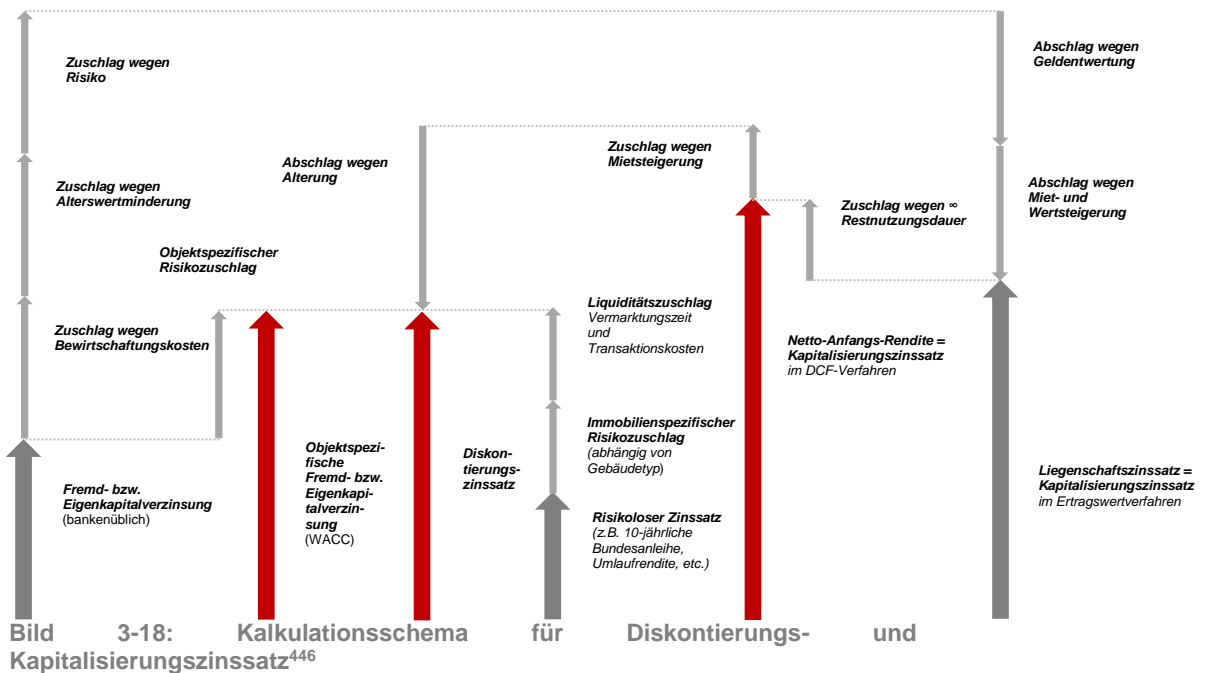 Zuschlag wegen
Risiko
Abschlag wegen
Geldentwertung
Zuschlag wegen
Alterswertminderung
Abschlag wegen
Alterung
Zuschlag wegen
Mietsteigerung
Abschlag wegen
Miet- und
Wertsteigerung
Zuschlag wegen ∞
Restnutzungsdauer
Objektspezifischer
Risikozuschlag
Zuschlag wegen
Bewirtschaftungskosten
Liquiditätszuschlag
Vermarktungszeit
und
Transaktionskosten
Netto-Anfangs-Rendite =
Kapitalisierungszinssatz
im DCF-Verfahren
Immobilienspezifischer
Risikozuschlag
(abhängig von
Gebäudetyp)
Fremd- bzw.
Eigenkapitalverzinsung
(bankenüblich)
Objektspezi-
fische
Fremd- bzw.
Eigenkapi-
talverzin-
sung
(WACC)
Diskon-
tierungs-
zinssatz
Risikoloser Zinssatz
(z.B. 10-jährliche
Bundesanleihe,
Umlaufrendite, etc.)
Liegenschaftszinssatz =
Kapitalisierungszinssatz
im Ertragswertverfahren
Bild 3-18: Kalkulationsschema für Diskontierungs- und
Kapitalisierungszinssatz446